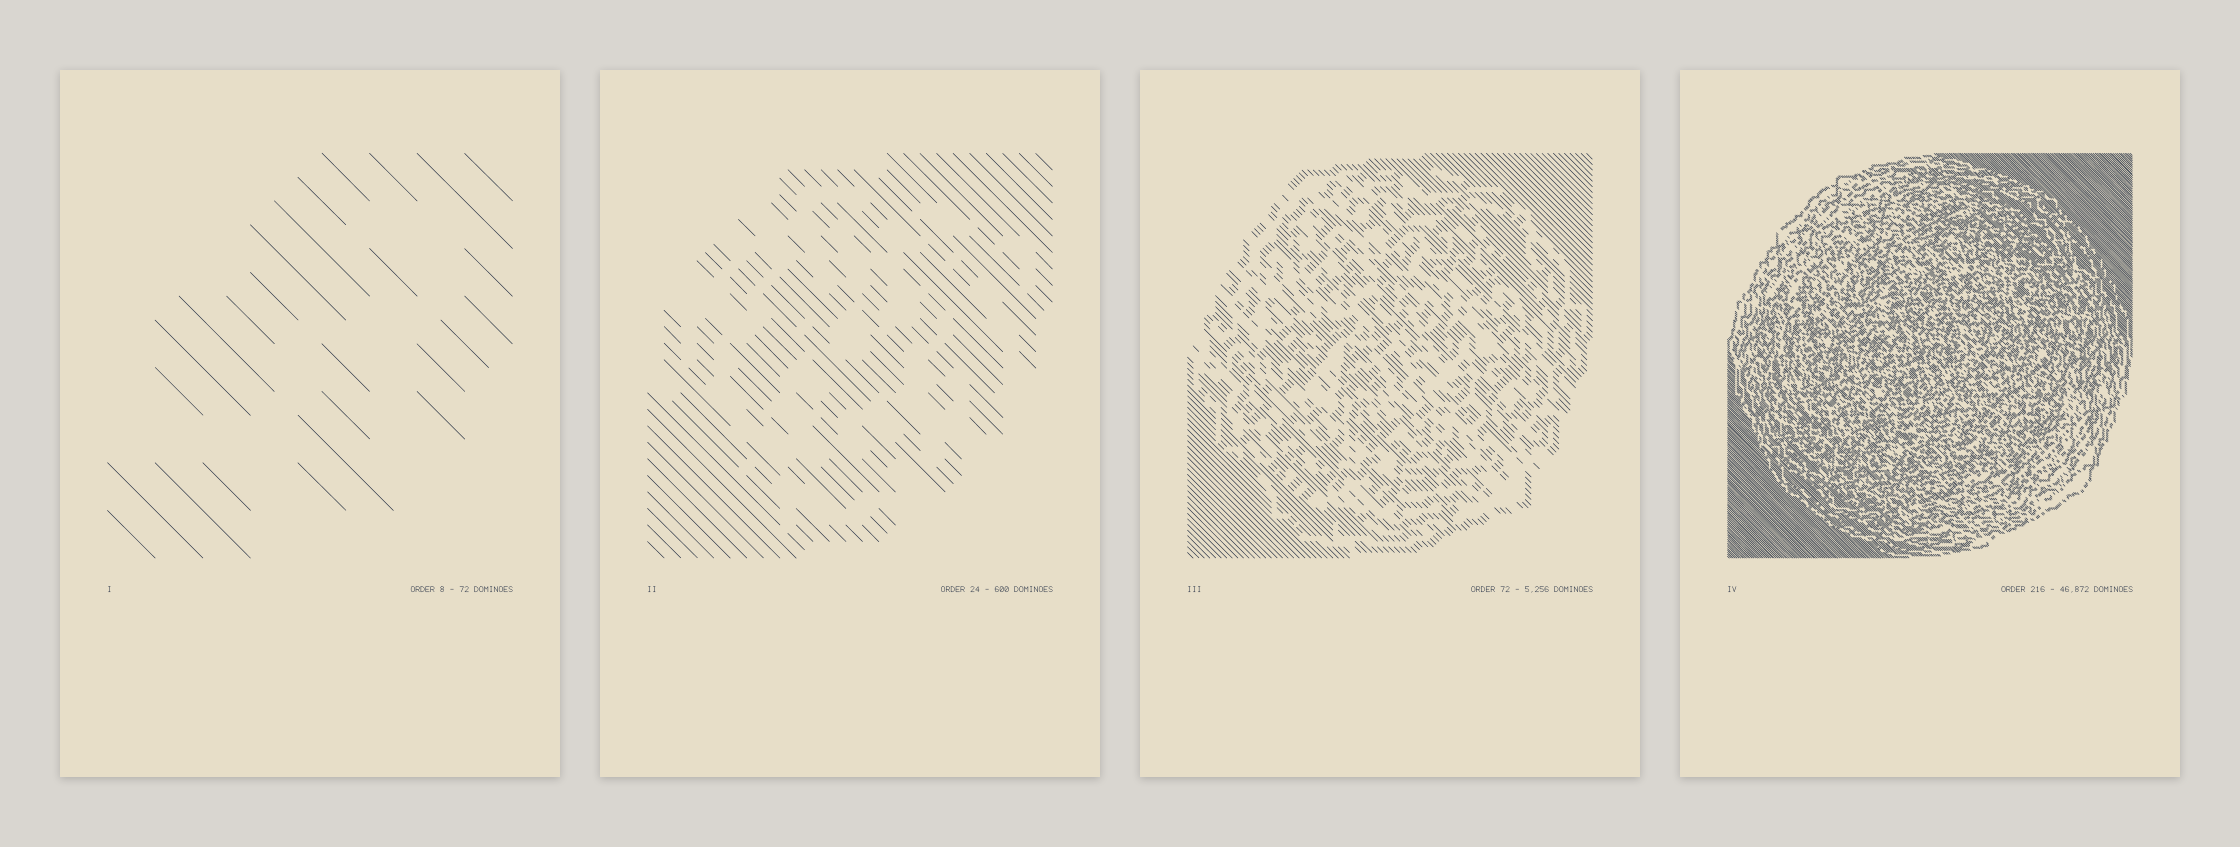 I
ORDER 8 – 72 DOMINOES
II
ORDER 24 – 600 DOMINOES
III
ORDER 72 – 5,256 DOMINOES
IV
ORDER 216 – 46,872 DOMINOES